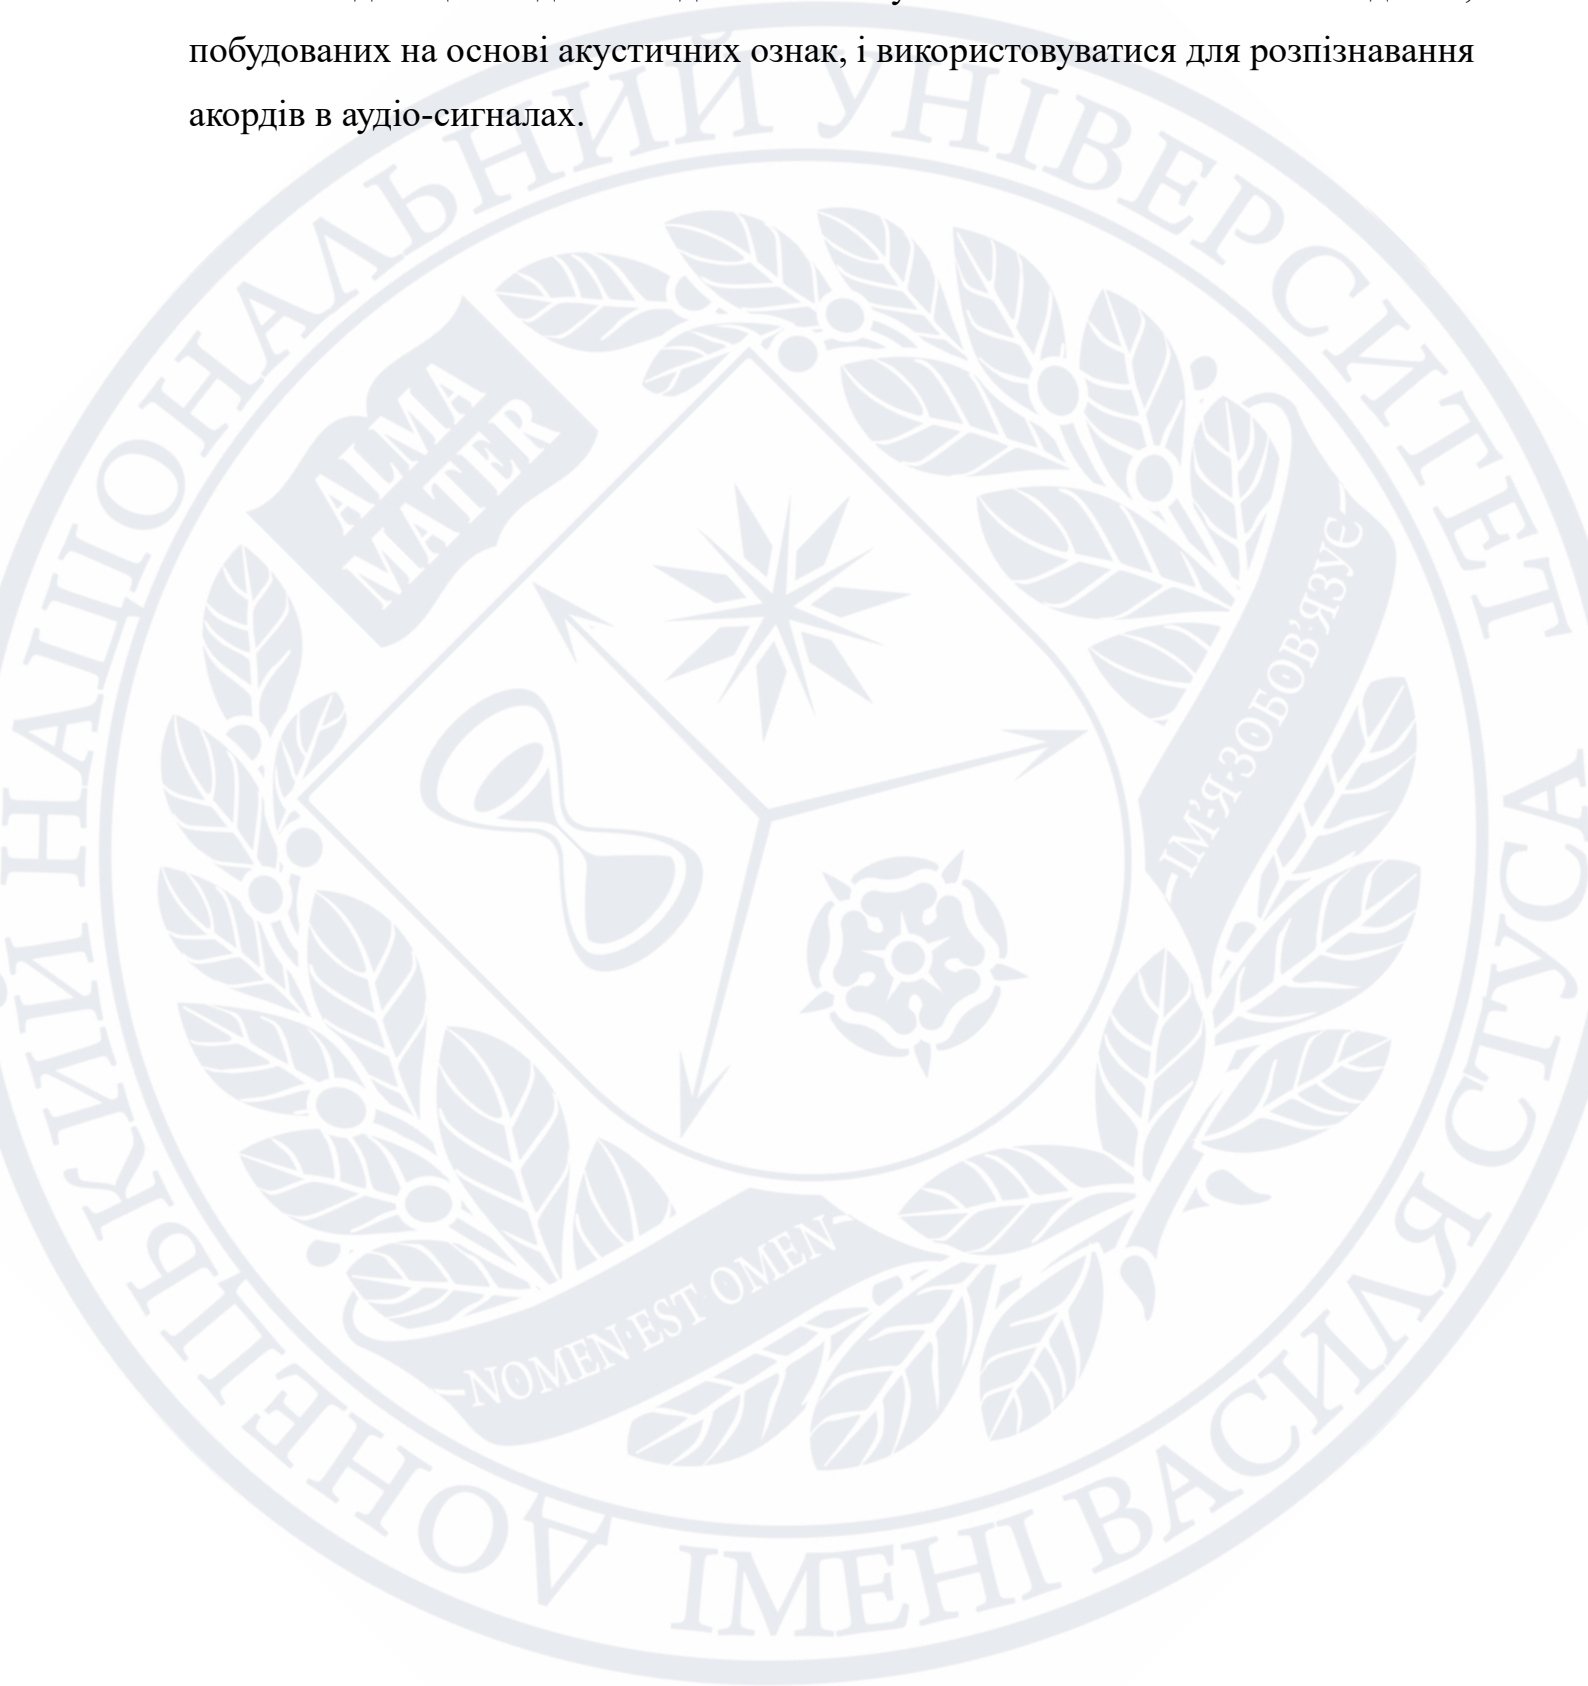 побудованих на основі акустичних ознак, і використовуватися для розпізнавання
акордів в аудіо-сигналах.
ДОНЕЦЬКИЙ НАЦІОНАЛЬНИЙ УНІВЕРСИТЕТ
ІМЕНІ ВАСИЛЯ СТУСА
ALMA
MATER
ІМ'Я ЗОБОВ'ЯЗУЄ
NOMEN EST OMEN